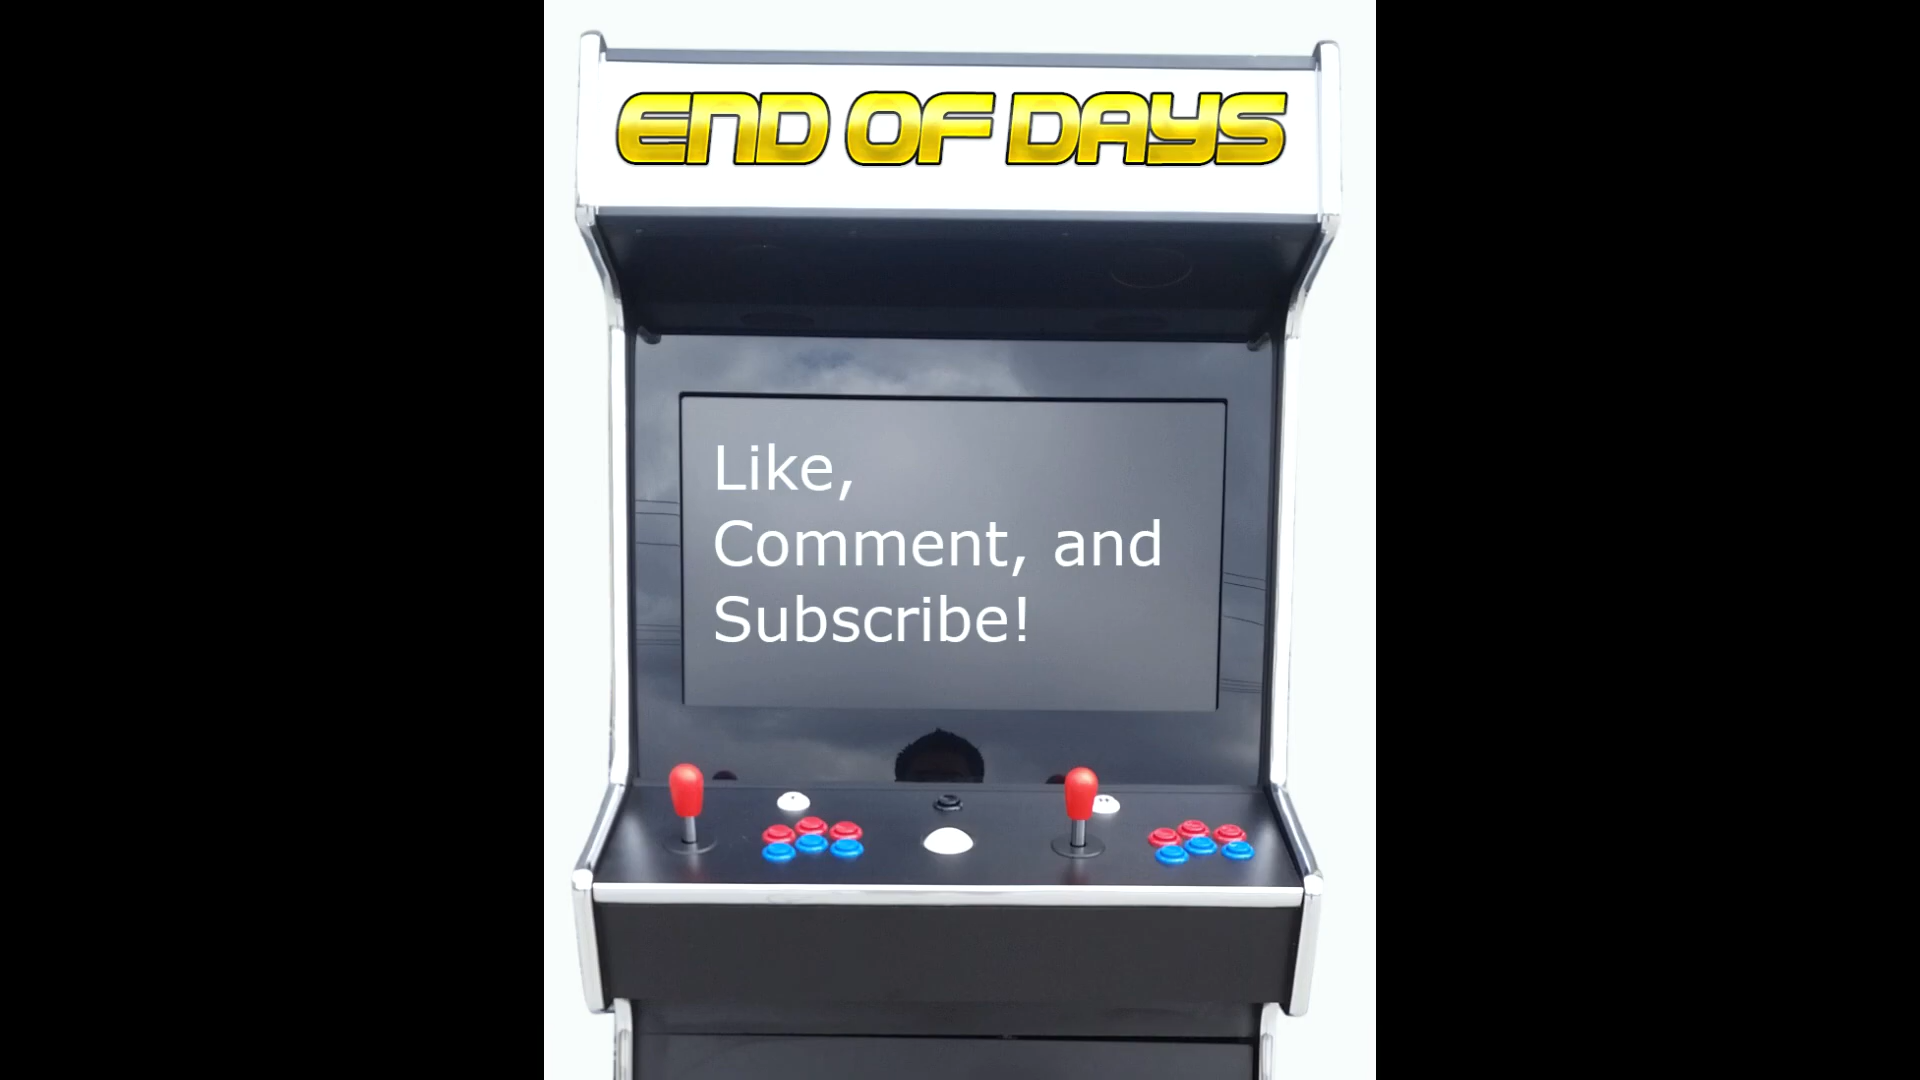 END OF DAYS
Like,
Comment, and
Subscribe!